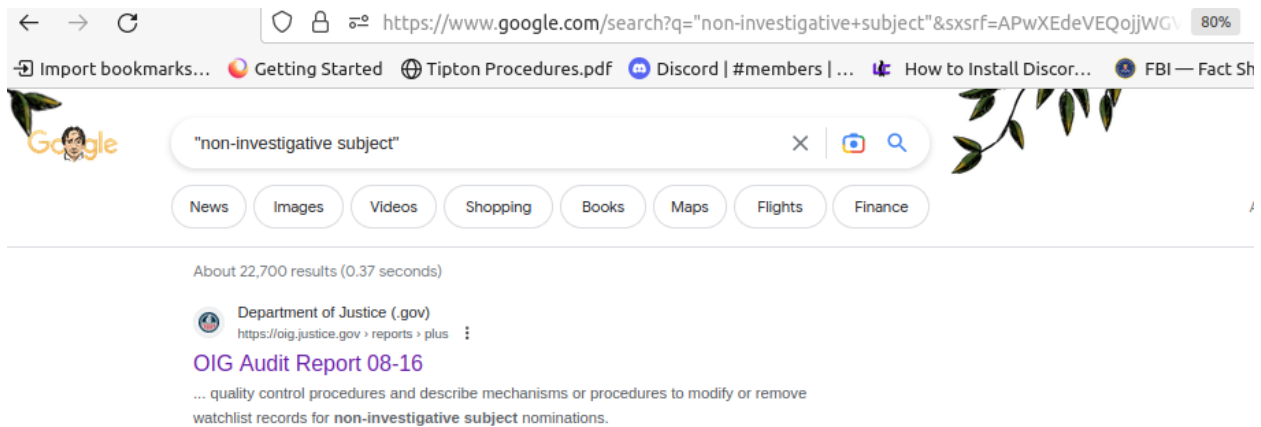 https://www.google.com/search?q="non-investigative+subject"&sxsrf=APwXEdeVEQojjWGV 80%
Import bookmarks... Getting Started Tipton Procedures.pdf Discord | #members | ... How to Install Discor... FBI — Fact Sh
Google "non-investigative subject"
News Images Videos Shopping Books Maps Flights Finance
About 22,700 results (0.37 seconds)
Department of Justice (.gov)
https://oig.justice.gov › reports › plus
OIG Audit Report 08-16
... quality control procedures and describe mechanisms or procedures to modify or remove
watchlist records for non-investigative subject nominations.